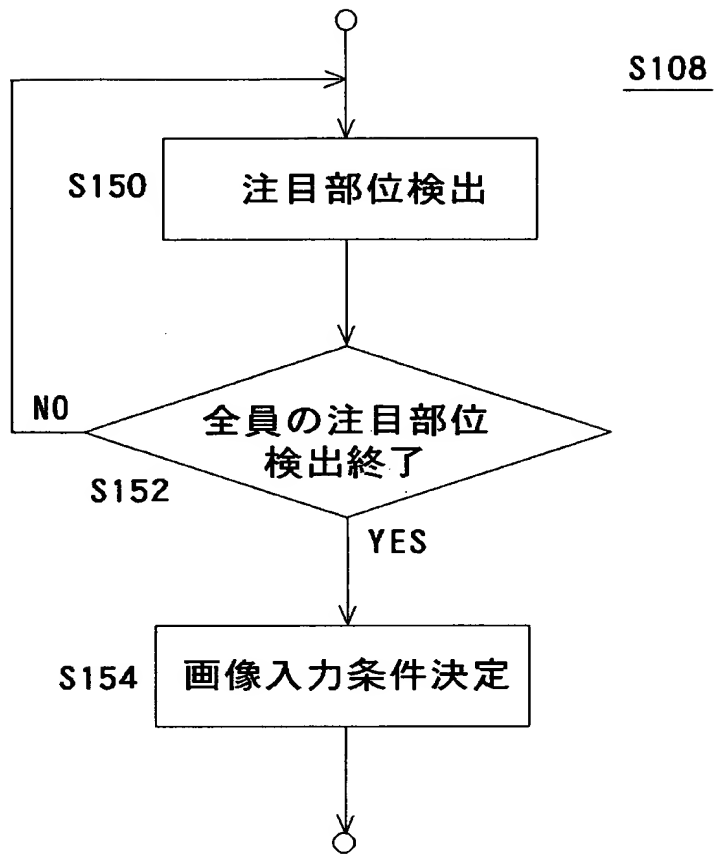 S108
S150
注目部位検出
NO
全員の注目部位
検出終了
S152
YES
S154
画像入力条件決定